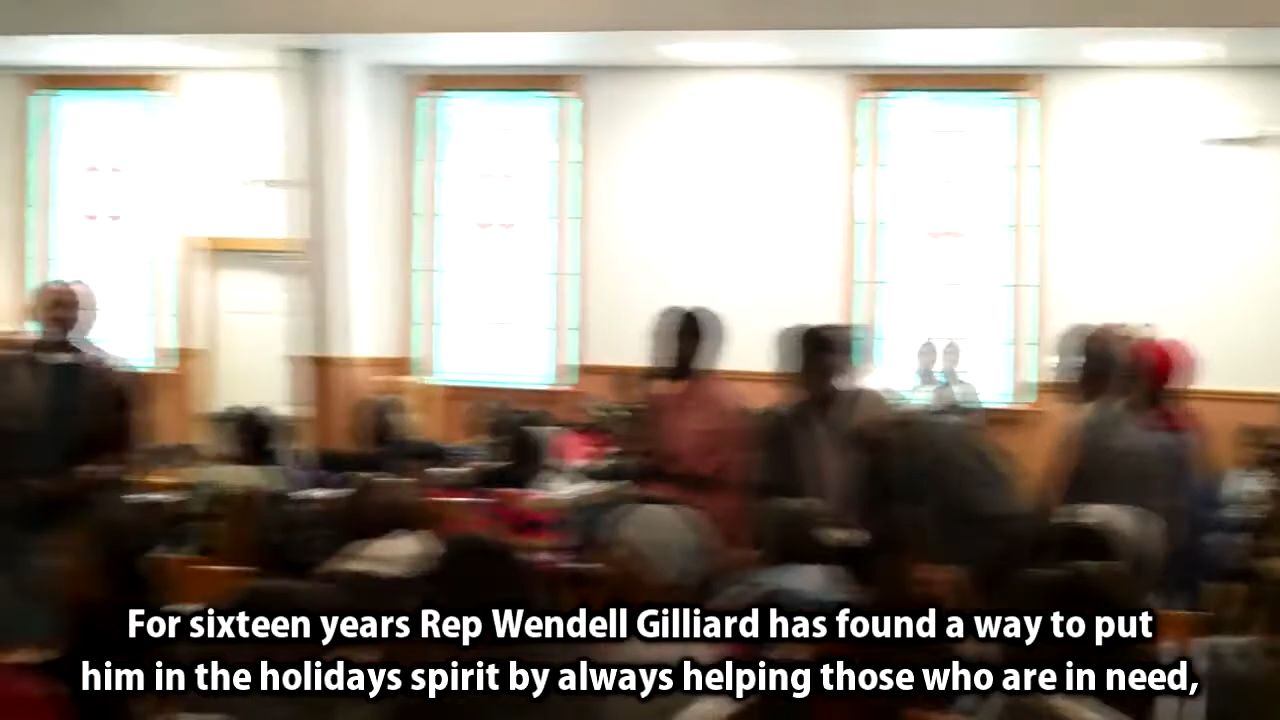 For sixteen years Rep Wendell Gilliard has found a way to put
him in the holidays spirit by always helping those who are in need,